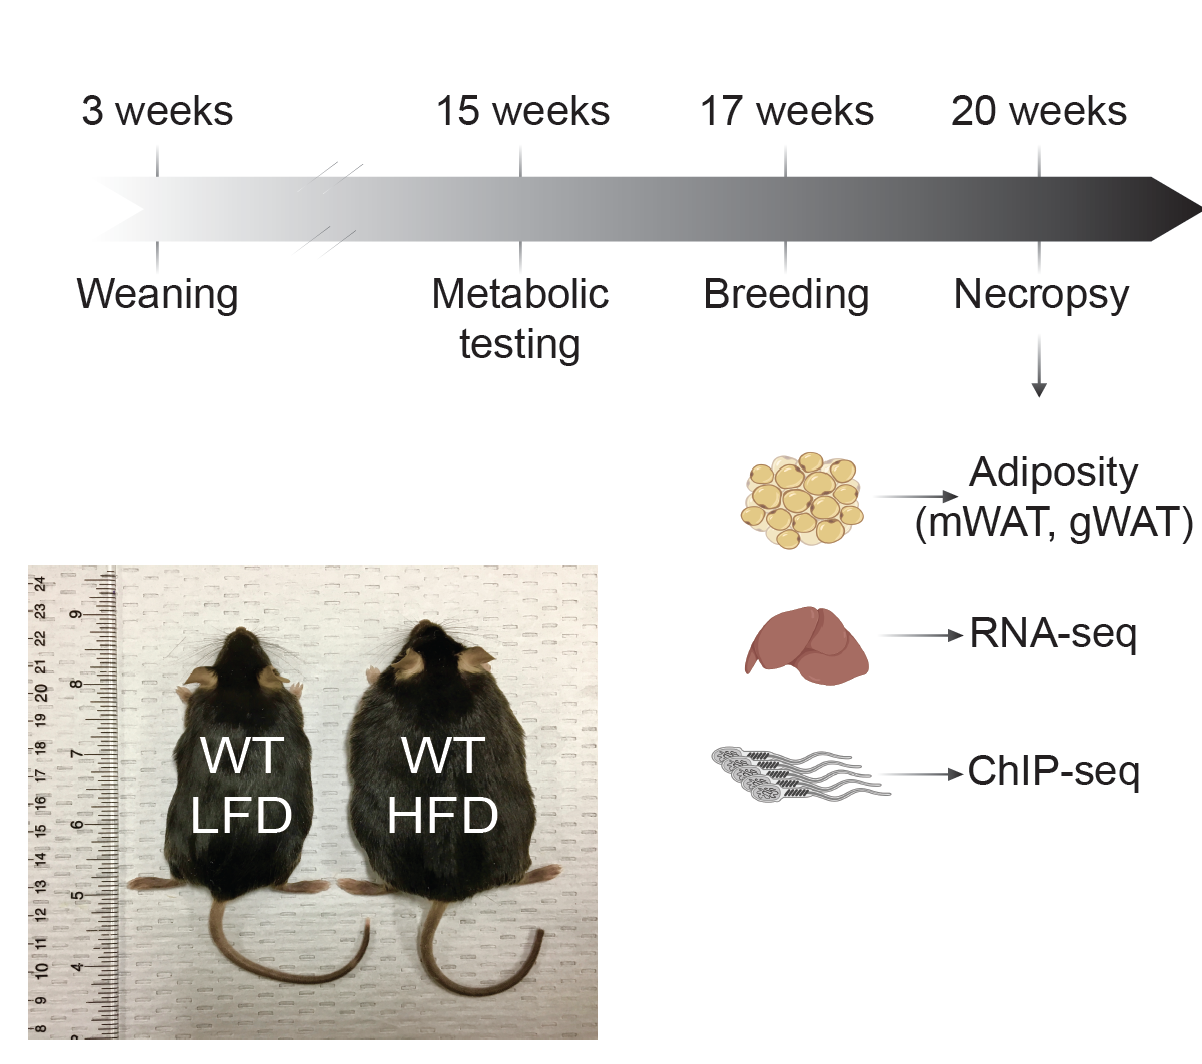 3 weeks
15 weeks
17 weeks
20 weeks
Weaning
Metabolic
testing
Breeding
Necropsy
Adiposity
(mWAT, gWAT)
RNA-seq
ChIP-seq
WT
LFD
WT
HFD
24
23
22
21
20
19
18
17
16
15
14
13
12
11
10
9
8
9
8
7
6
5
4